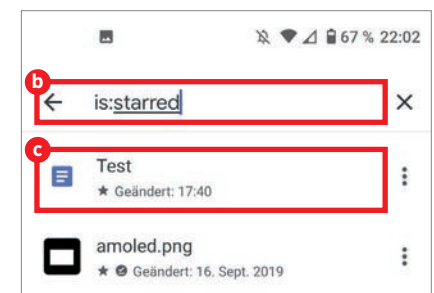 67 % 22:02
b
is:starred
c
Test
★ Geändert: 17:40
amoled.png
★ Geändert: 16. Sept. 2019